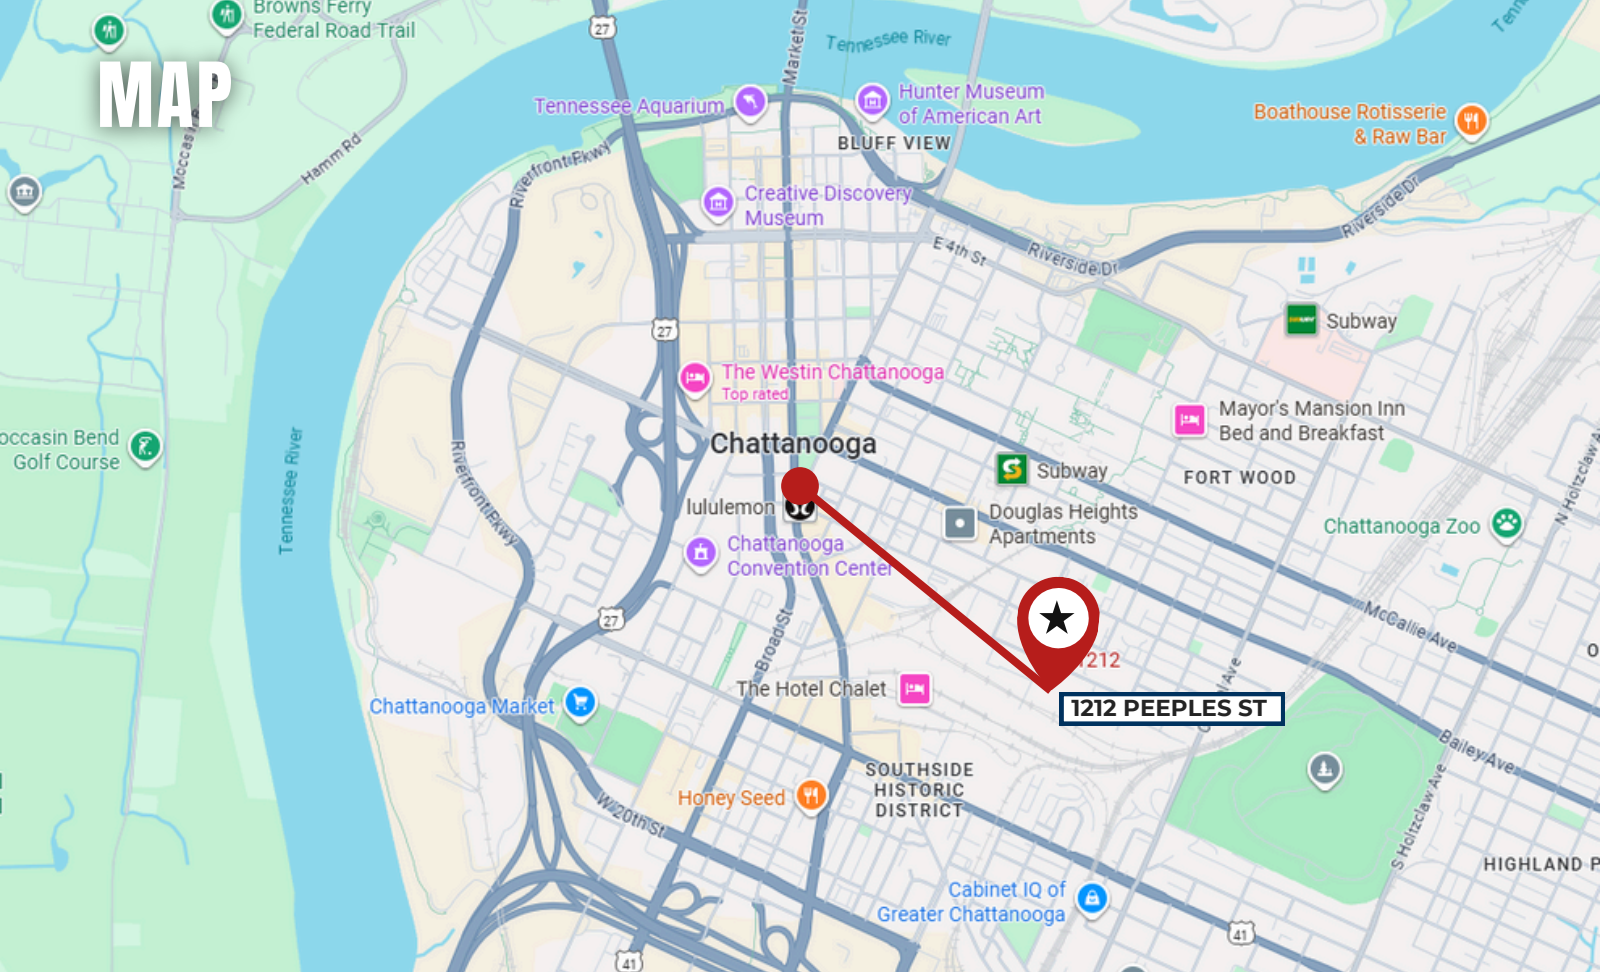 Browns Ferry
Federal Road Trail
MAP
27
Market St
Tennessee River
Tennessee Aquarium
Hunter Museum
of American Art
Boathouse Rotisserie
& Raw Bar
BLUFF VIEW
Hamm Rd
Riverfront Pkwy
Creative Discovery
Museum
Riverside Dr
E 4th St
Riverside Dr
27
Subway
The Westin Chattanooga
Top rated
Mayor's Mansion Inn
Bed and Breakfast
occasin Bend
Golf Course
Chattanooga
Subway
FORT WOOD
Tennessee River
Riverfront Pkwy
lululemon
Douglas Heights
Apartments
N Holtzclaw
Chattanooga Zoo
Chattanooga
Convention Center
27
McCallie Ave
Broad St
1212
The Hotel Chalet
1212 PEEPLES ST
Chattanooga Market
Bailey Ave
SOUTHSIDE
HISTORIC
DISTRICT
Honey Seed
W 20th St
S Holtzclaw Ave
HIGHLAND P
Cabinet IQ of
Greater Chattanooga
41
41